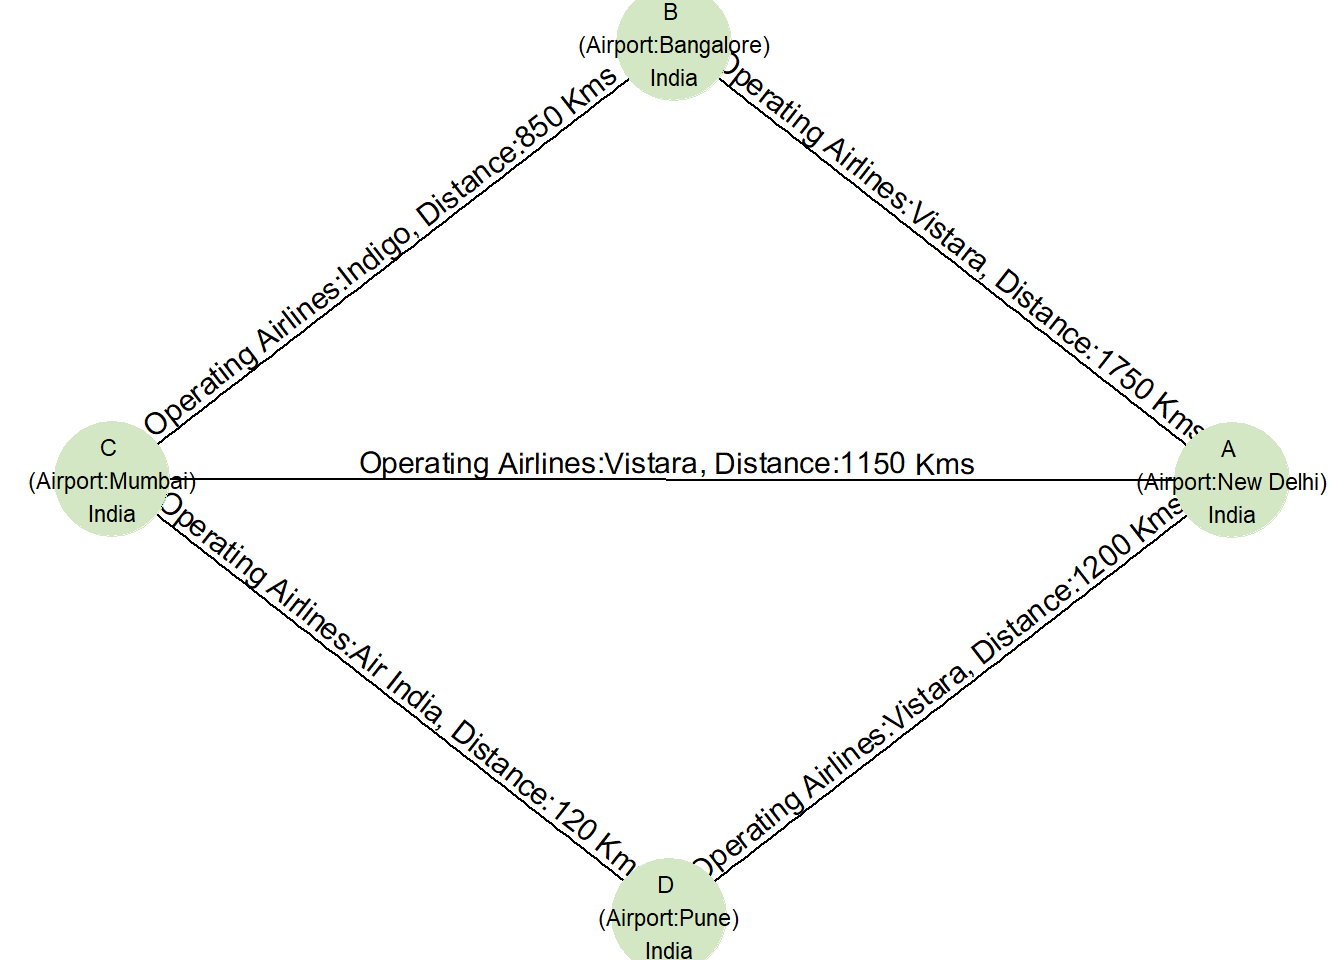 B
(Airport:Bangalore)
India
Operating Airlines:Indigo, Distance:850 Kms
Operating Airlines:Vistara, Distance:1750 Kms
C
(Airport:Mumbai)
India
Operating Airlines:Vistara, Distance:1150 Kms
A
(Airport:New Delhi)
India
Operating Airlines:Air India, Distance:120 Km
Operating Airlines:Vistara, Distance:1200 Kms
D
(Airport:Pune)
India